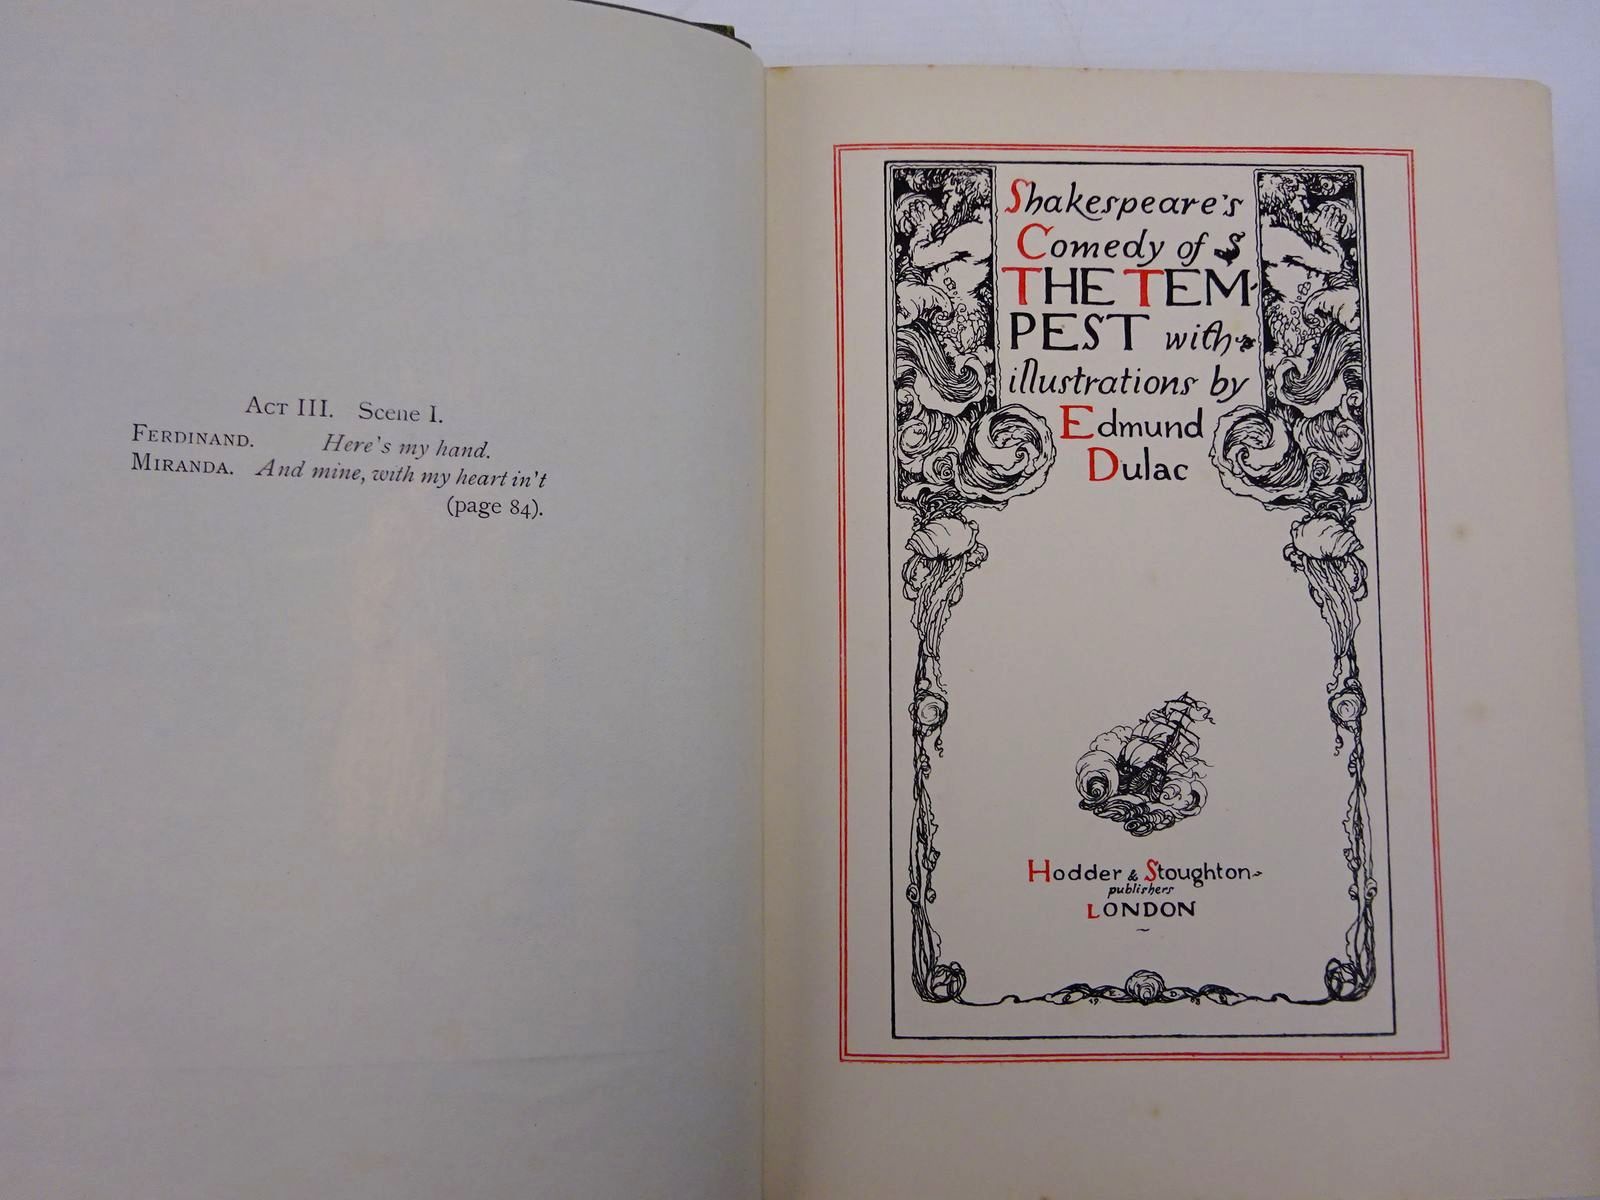 ACT III. Scene I.
FERDINAND. Here's my hand.
MIRANDA. And mine, with my heart in't
(page 84).
Shakespeare's
Comedy of
THE TEM-
PEST with
illustrations by
Edmund
Dulac
Hodder & Stoughton
publishers
LONDON